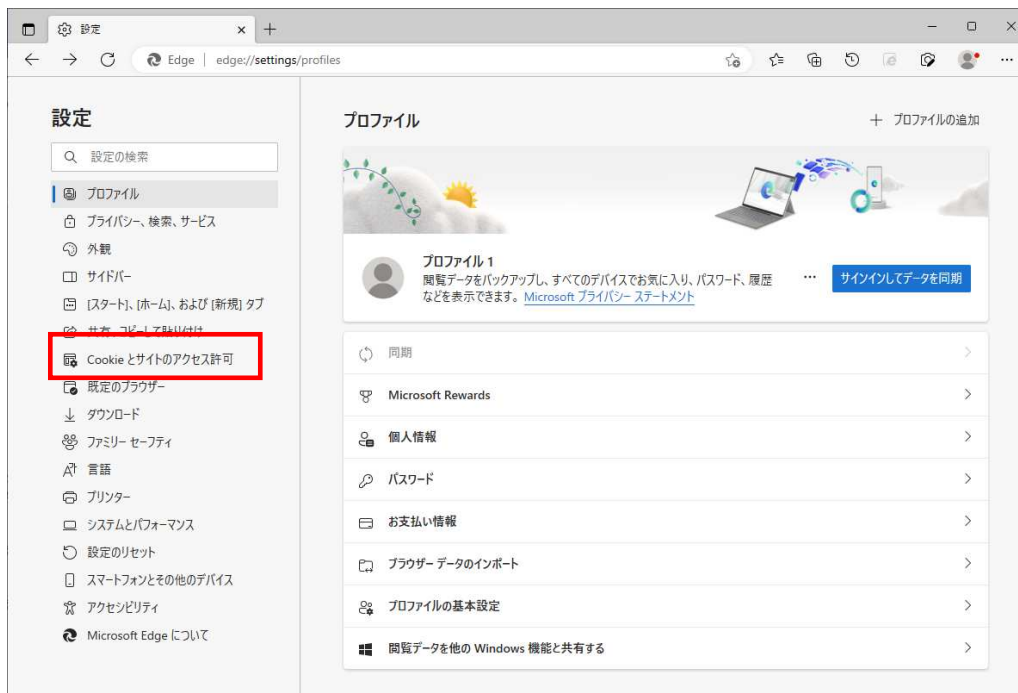 設定
Edge | edge://settings/profiles
設定
設定の検索
プロファイル
プライバシー、検索、サービス
外観
サイドバー
[スタート]、[ホーム]、および [新規] タブ
共有、コピーして貼り付け
Cookie とサイトのアクセス許可
既定のブラウザー
ダウンロード
ファミリー セーフティ
言語
プリンター
システムとパフォーマンス
設定のリセット
スマートフォンとその他のデバイス
アクセシビリティ
Microsoft Edge について
プロファイル
プロファイルの追加
プロファイル 1
閲覧データをバックアップし、すべてのデバイスでお気に入り、パスワード、履歴
などを表示できます。Microsoft プライバシー ステートメント
サインインしてデータを同期
同期
Microsoft Rewards
個人情報
パスワード
お支払い情報
ブラウザー データのインポート
プロファイルの基本設定
閲覧データを他の Windows 機能と共有する